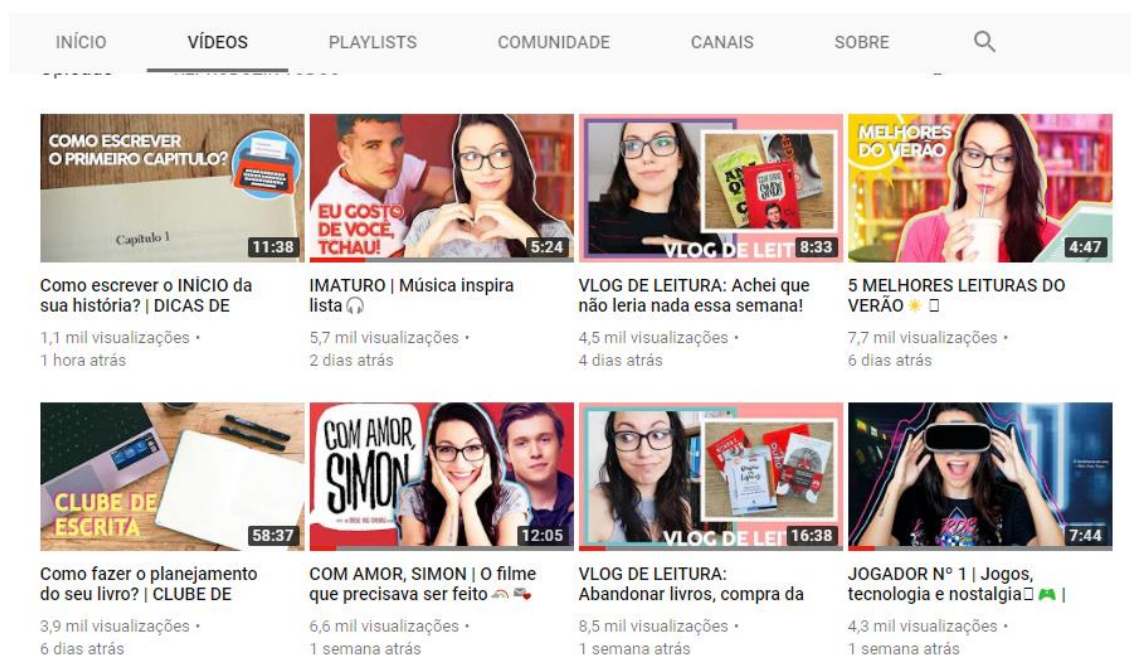 INÍCIO VÍDEOS PLAYLISTS COMUNIDADE CANAIS SOBRE
COMO ESCREVER
O PRIMEIRO CAPITULO?
Capítulo 1
11:38
EU GOSTO
DE VOCÊ,
TCHAU!
5:24
COM AMOR,
SIMON
VLOG DE LEIT
8:33
MELHORES
DO VERÃO
4:47
Como escrever o INÍCIO da
sua história? | DICAS DE
1,1 mil visualizações •
1 hora atrás
IMATURO | Música inspira
lista 🎧
5,7 mil visualizações •
2 dias atrás
VLOG DE LEITURA: Achei que
não leria nada essa semana!
4,5 mil visualizações •
4 dias atrás
5 MELHORES LEITURAS DO
VERÃO ☀
7,7 mil visualizações •
6 dias atrás
CLUBE DE
ESCRITA
58:37
COM AMOR,
SIMON
12:05
VLOG DE LEI
16:38
7:44
Como fazer o planejamento
do seu livro? | CLUBE DE
3,9 mil visualizações •
6 dias atrás
COM AMOR, SIMON | O filme
que precisava ser feito 🌈 💌
6,6 mil visualizações •
1 semana atrás
VLOG DE LEITURA:
Abandonar livros, compra da
8,5 mil visualizações •
1 semana atrás
JOGADOR Nº 1 | Jogos,
tecnologia e nostalgia 🎮 |
4,3 mil visualizações •
1 semana atrás